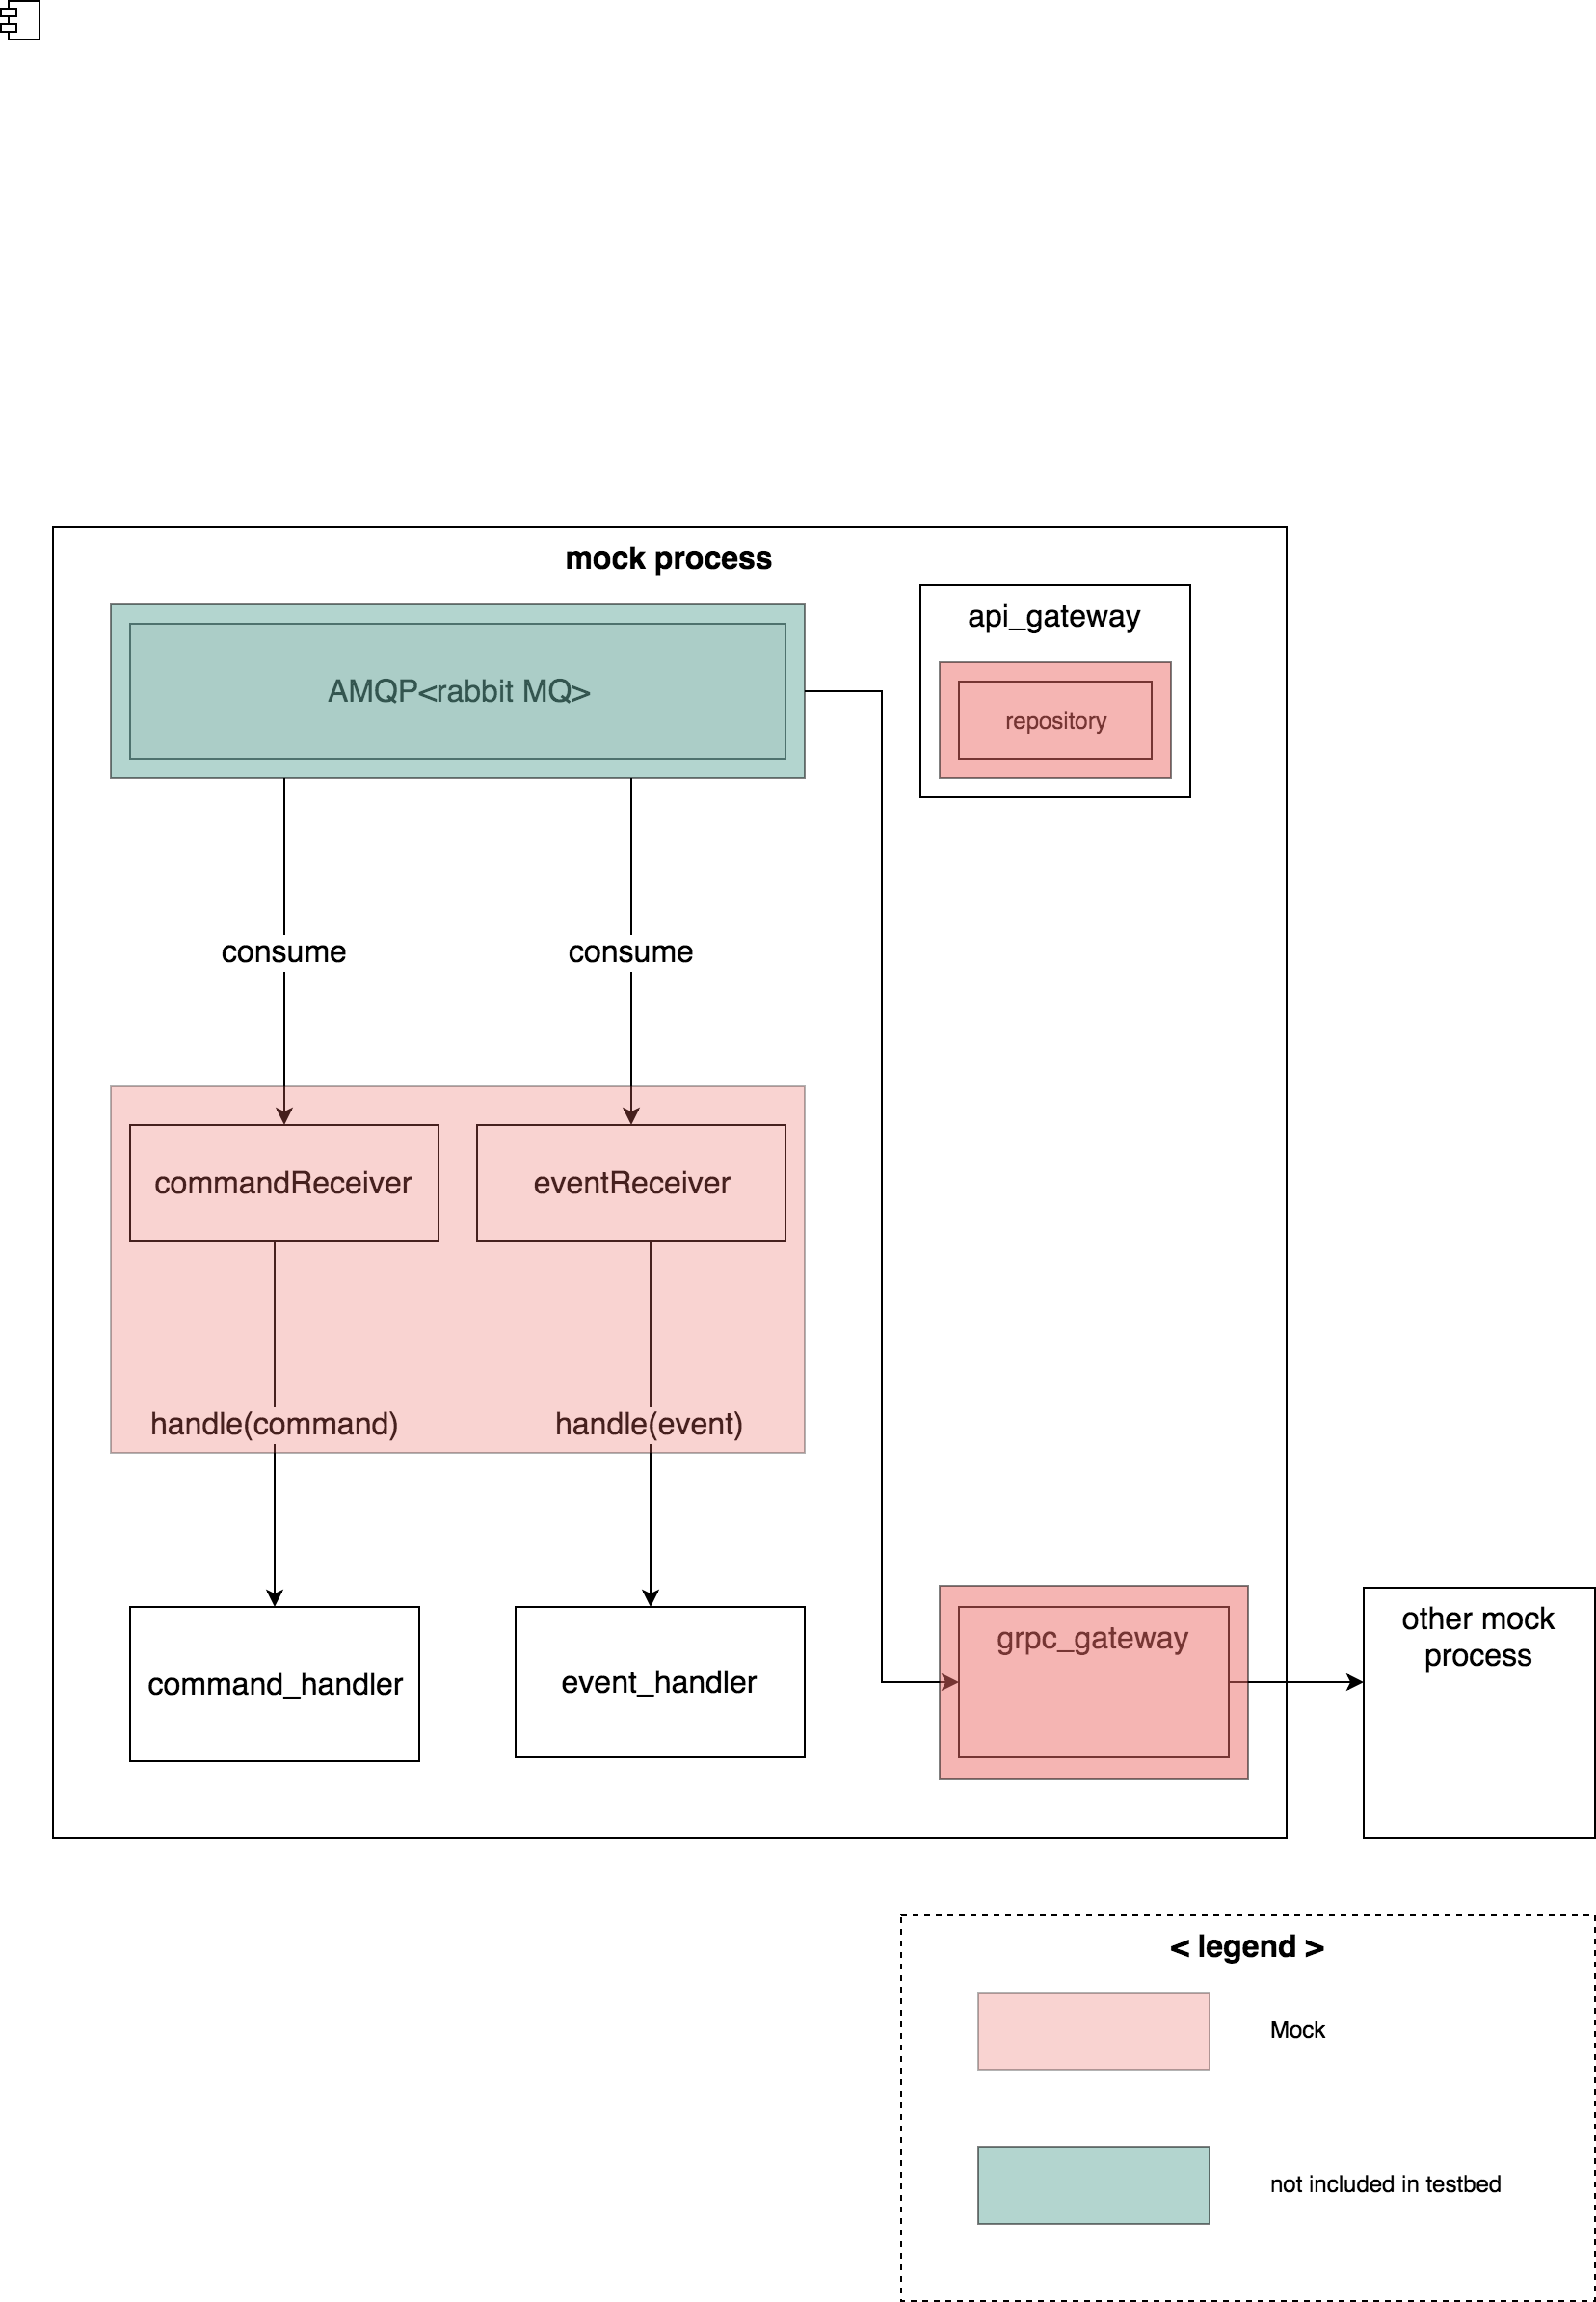 mock process
AMQP<rabbit MQ>
api_gateway
repository
consume
consume
commandReceiver
eventReceiver
handle(command)
handle(event)
command_handler
event_handler
grpc_gateway
other mock
process
< legend >
Mock
not included in testbed